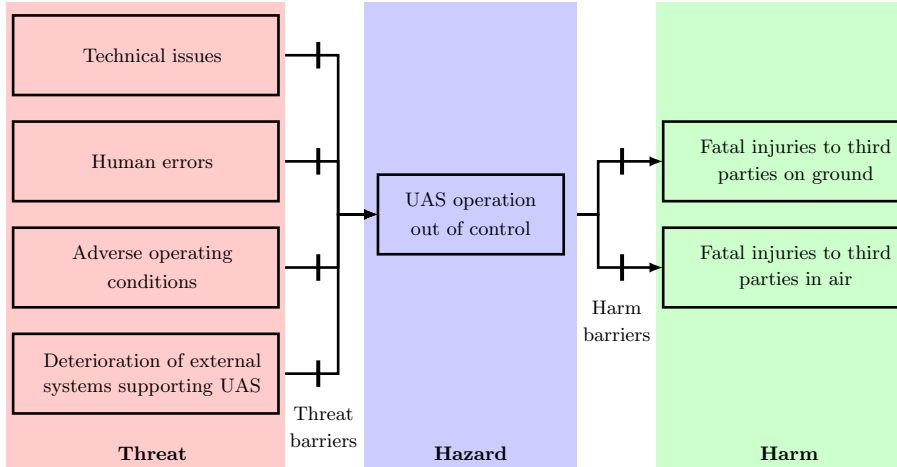 Technical issues
Human errors
Adverse operating
conditions
Deterioration of external
systems supporting UAS
Threat
barriers
Threat
UAS operation
out of control
Hazard
Harm
barriers
Fatal injuries to third
parties on ground
Fatal injuries to third
parties in air
Harm